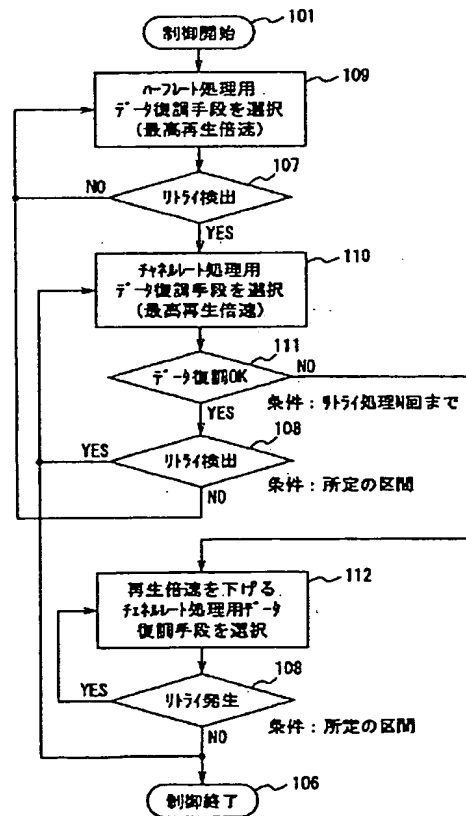 制御開始
101
ハーフレート処理用
データ復調手段を選択
(最高再生倍速)
109
リトライ検出
107
NO
YES
チャネルレート処理用
データ復調手段を選択
(最高再生倍速)
110
データ復調OK
111
NO
条件:リトライ処理N回まで
YES
リトライ検出
108
YES
条件:所定の区間
NO
再生倍速を下げる
チェネルレート処理用データ
復調手段を選択
112
リトライ発生
108
YES
条件:所定の区間
NO
制御終了
106